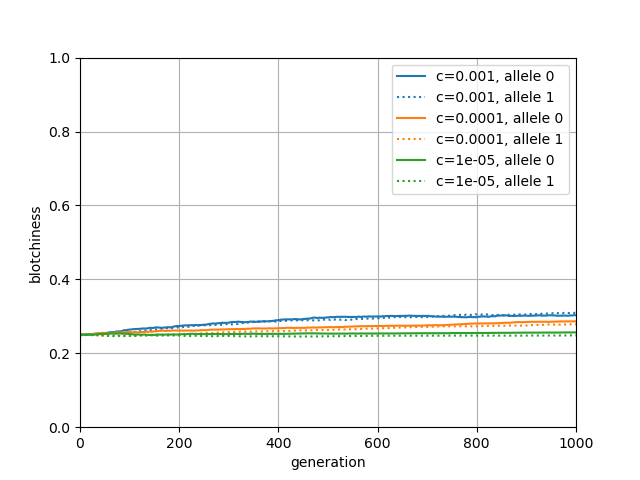 1.0
0.8
0.6
0.4
0.2
0.0
blotchiness
c=0.001, allele 0
c=0.001, allele 1
c=0.0001, allele 0
c=0.0001, allele 1
c=1e-05, allele 0
c=1e-05, allele 1
0 200 400 600 800 1000
generation